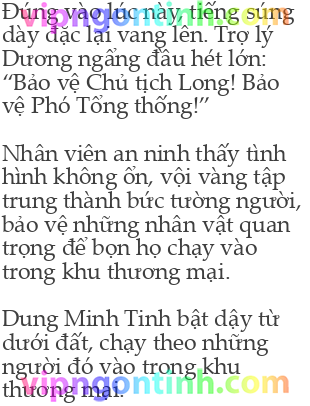 Đúng vào lúc này, tiếng súng
dày đặc lại vang lên. Trợ lý
Dương ngẩng đầu hét lớn:
“Bảo vệ Chủ tịch Long! Bảo
vệ Phó Tổng thống!”

Nhân viên an ninh thấy tình
hình không ổn, vội vàng tập
trung thành bức tường người,
bảo vệ những nhân vật quan
trọng để bọn họ chạy vào
trong khu thương mại.

Dung Minh Tinh bật dậy từ
dưới đất, chạy theo những
người đó vào trong khu
thương mại.
vipngontinh.com
vipngontinh.com